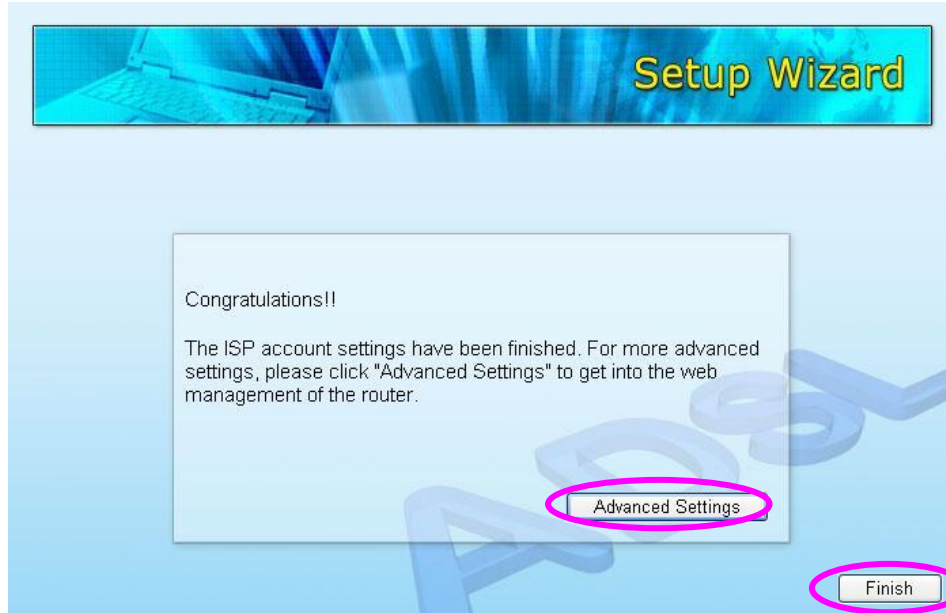 Setup Wizard
Congratulations!!
The ISP account settings have been finished. For more advanced
settings, please click "Advanced Settings" to get into the web
management of the router.
ADSL
Advanced Settings
Finish